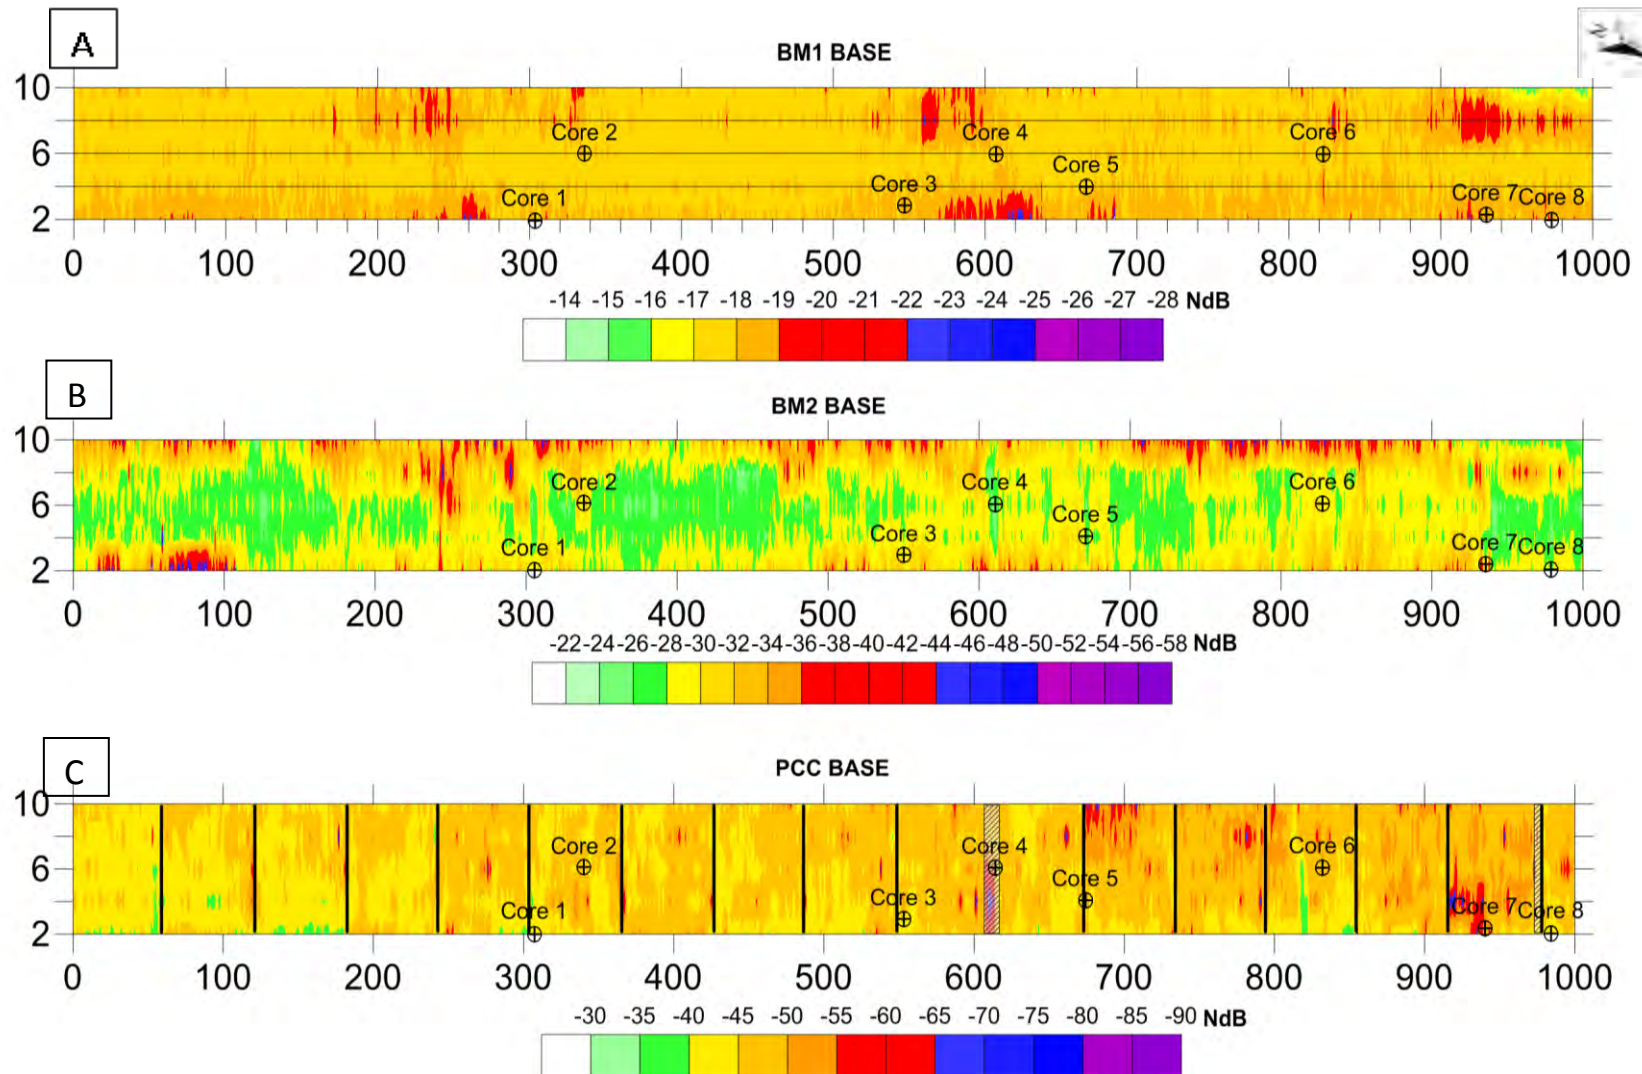 A
BM1 BASE
10
6
2
Core 1
Core 2
Core 3
Core 4
Core 5
Core 6
Core 7
Core 8
0 100 200 300 400 500 600 700 800 900 1000
-14 -15 -16 -17 -18 -19 -20 -21 -22 -23 -24 -25 -26 -27 -28 NdB
B
BM2 BASE
10
6
2
Core 1
Core 2
Core 3
Core 4
Core 5
Core 6
Core 7
Core 8
0 100 200 300 400 500 600 700 800 900 1000
-22 -24 -26 -28 -30 -32 -34 -36 -38 -40 -42 -44 -46 -48 -50 -52 -54 -56 -58 NdB
C
PCC BASE
10
6
2
Core 1
Core 2
Core 3
Core 4
Core 5
Core 6
Core 7
Core 8
0 100 200 300 400 500 600 700 800 900 1000
-30 -35 -40 -45 -50 -55 -60 -65 -70 -75 -80 -85 -90 NdB